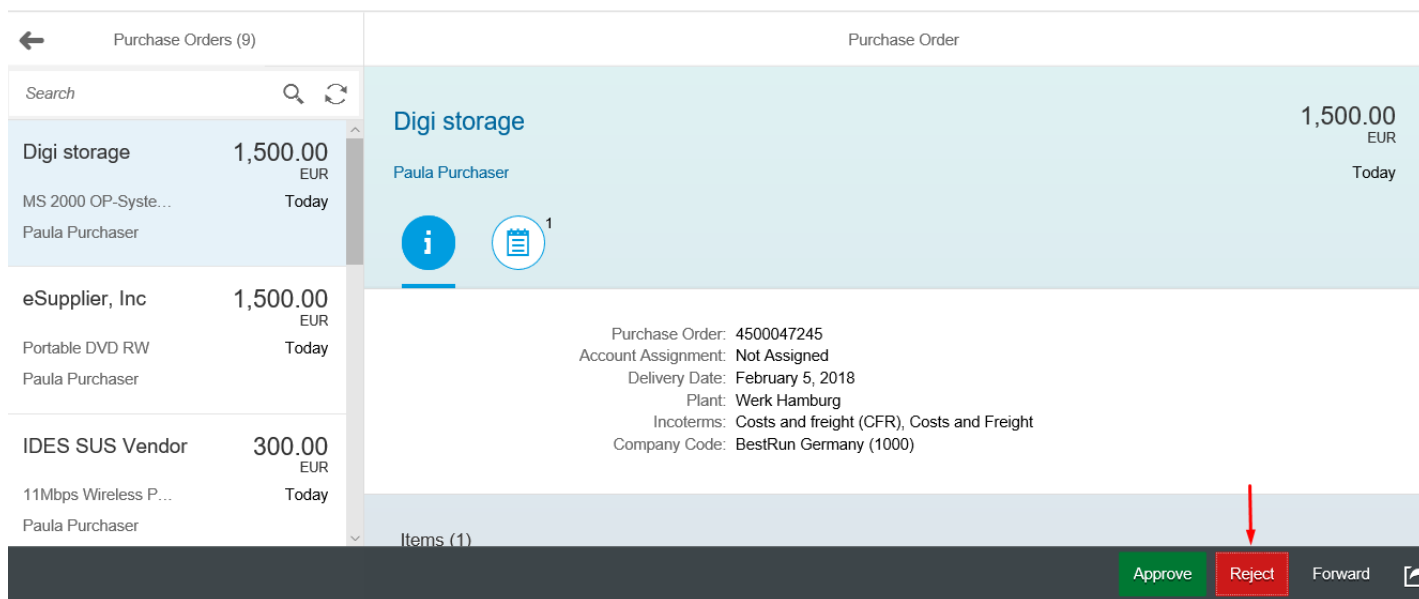 Purchase Orders (9)
Purchase Order
Search
Digi storage 1,500.00
EUR
MS 2000 OP-Syste... Today
Paula Purchaser
eSupplier, Inc 1,500.00
EUR
Portable DVD RW Today
Paula Purchaser
IDES SUS Vendor 300.00
EUR
11Mbps Wireless P... Today
Paula Purchaser
Digi storage 1,500.00
EUR
Paula Purchaser Today
i 1
Purchase Order: 4500047245
Account Assignment: Not Assigned
Delivery Date: February 5, 2018
Plant: Werk Hamburg
Incoterms: Costs and freight (CFR), Costs and Freight
Company Code: BestRun Germany (1000)
Items (1)
Approve Reject Forward